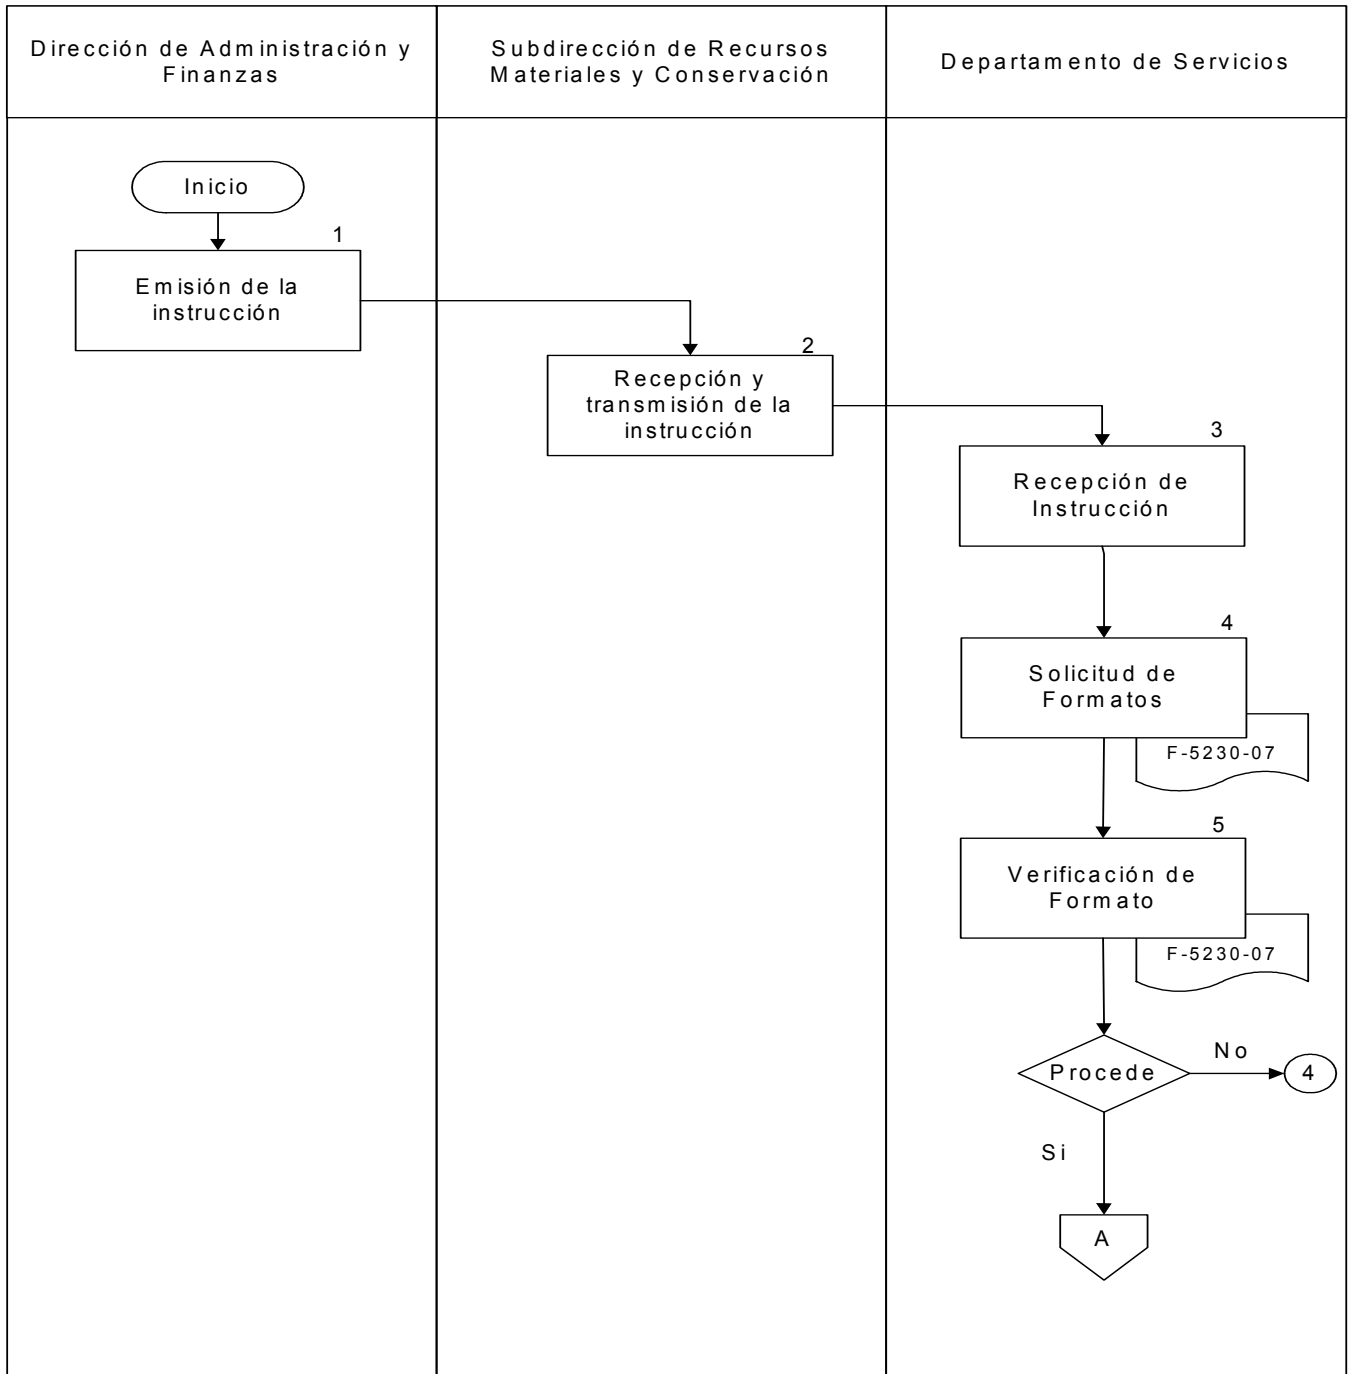 Dirección de Administración y
Finanzas
Subdirección de Recursos
Materiales y Conservación
Departamento de Servicios
Inicio
1
Emisión de la
instrucción
2
Recepción y
transmisión de la
instrucción
3
Recepción de
Instrucción
4
Solicitud de
Formatos
F-5230-07
5
Verificación de
Formato
F-5230-07
Procede
No
4
Si
A